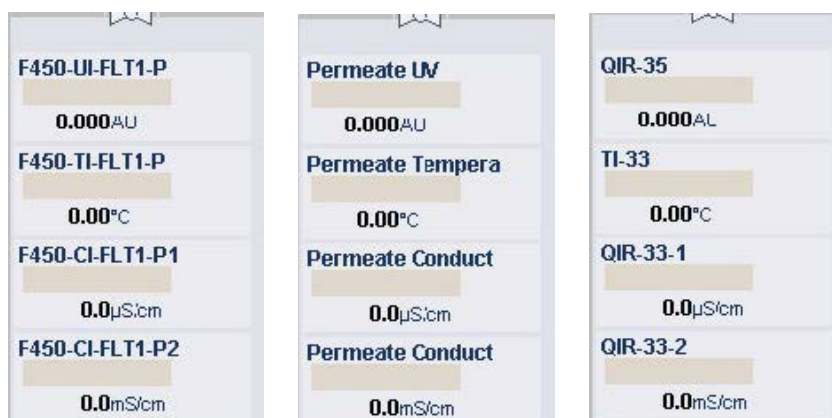 F450-UI-FLT1-P
0.000AU
F450-TI-FLT1-P
0.00°C
F450-CI-FLT1-P1
0.0µS/cm
F450-CI-FLT1-P2
0.0mS/cm
Permeate UV
0.000AU
Permeate Tempera
0.00°C
Permeate Conduct
0.0µS/cm
Permeate Conduct
0.0mS/cm
QIR-35
0.000AU
TI-33
0.00°C
QIR-33-1
0.0µS/cm
QIR-33-2
0.0mS/cm